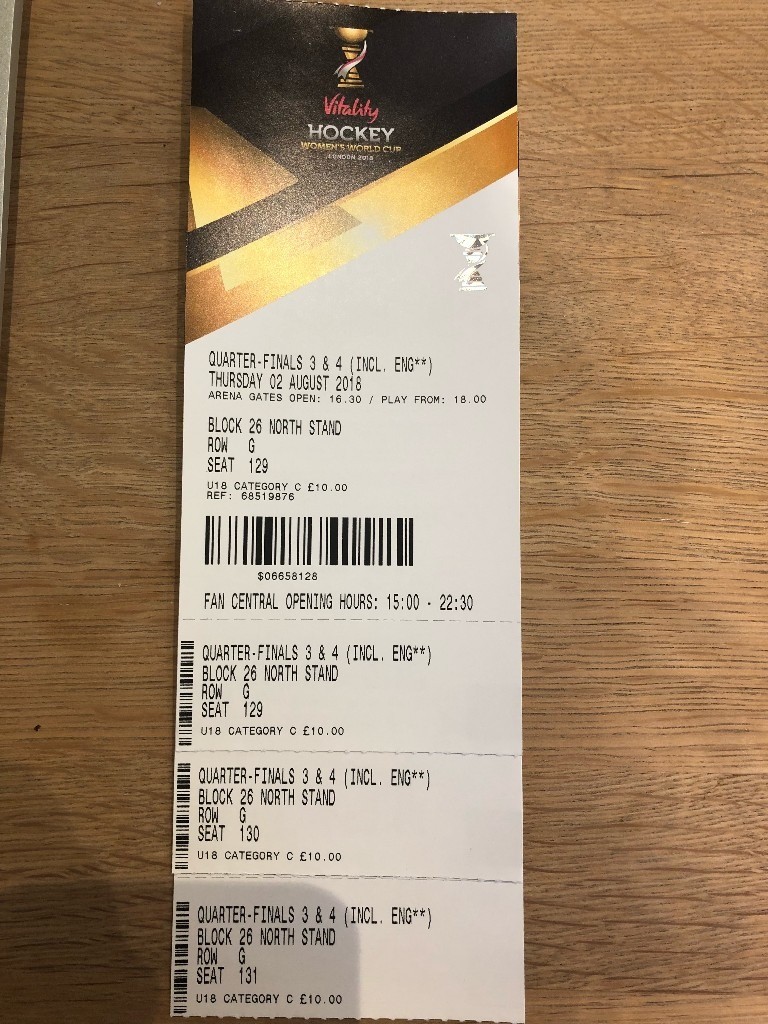 Vitality
HOCKEY
WOMEN'S WORLD CUP
LONDON 2018
QUARTER-FINALS 3 & 4 (INCL. ENG**)
THURSDAY 02 AUGUST 2018
ARENA GATES OPEN: 16.30 / PLAY FROM: 18.00
BLOCK 26 NORTH STAND
ROW G
SEAT 129
U18 CATEGORY C £10.00
REF: 68519876
$06658128
FAN CENTRAL OPENING HOURS: 15:00 - 22:30
QUARTER-FINALS 3 & 4 (INCL. ENG**)
BLOCK 26 NORTH STAND
ROW G
SEAT 129
U18 CATEGORY C £10.00
QUARTER-FINALS 3 & 4 (INCL. ENG**)
BLOCK 26 NORTH STAND
ROW G
SEAT 130
U18 CATEGORY C £10.00
QUARTER-FINALS 3 & 4 (INCL. ENG**)
BLOCK 26 NORTH STAND
ROW G
SEAT 131
U18 CATEGORY C £10.00